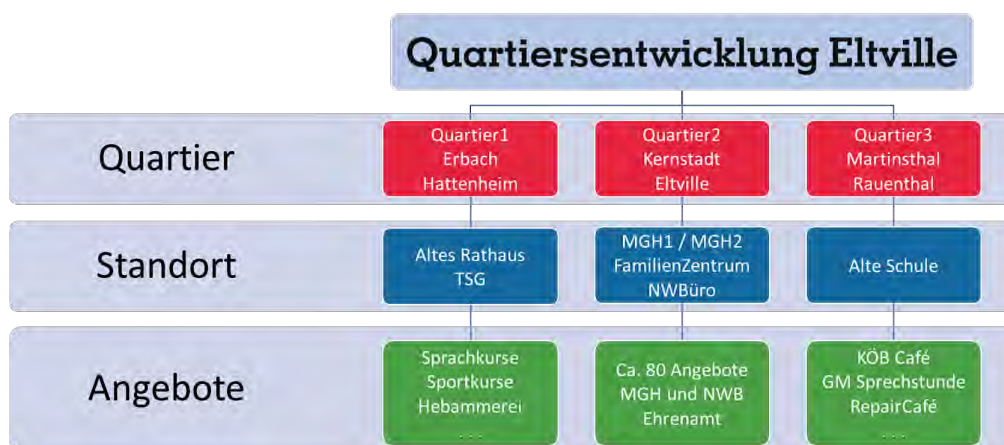 Quartiersentwicklung Eltville
Quartier
Quartier1
Erbach
Hattenheim
Quartier2
Kernstadt
Eltville
Quartier3
Martinsthal
Rauenthal
Standort
Altes Rathaus
TSG
MGH1 / MGH2
FamilienZentrum
NWBüro
Alte Schule
Angebote
Sprachkurse
Sportkurse
Hebammerei
. . .
Ca. 80 Angebote
MGH und NWB
Ehrenamt
KÖB Café
GM Sprechstunde
RepairCafé
. . .